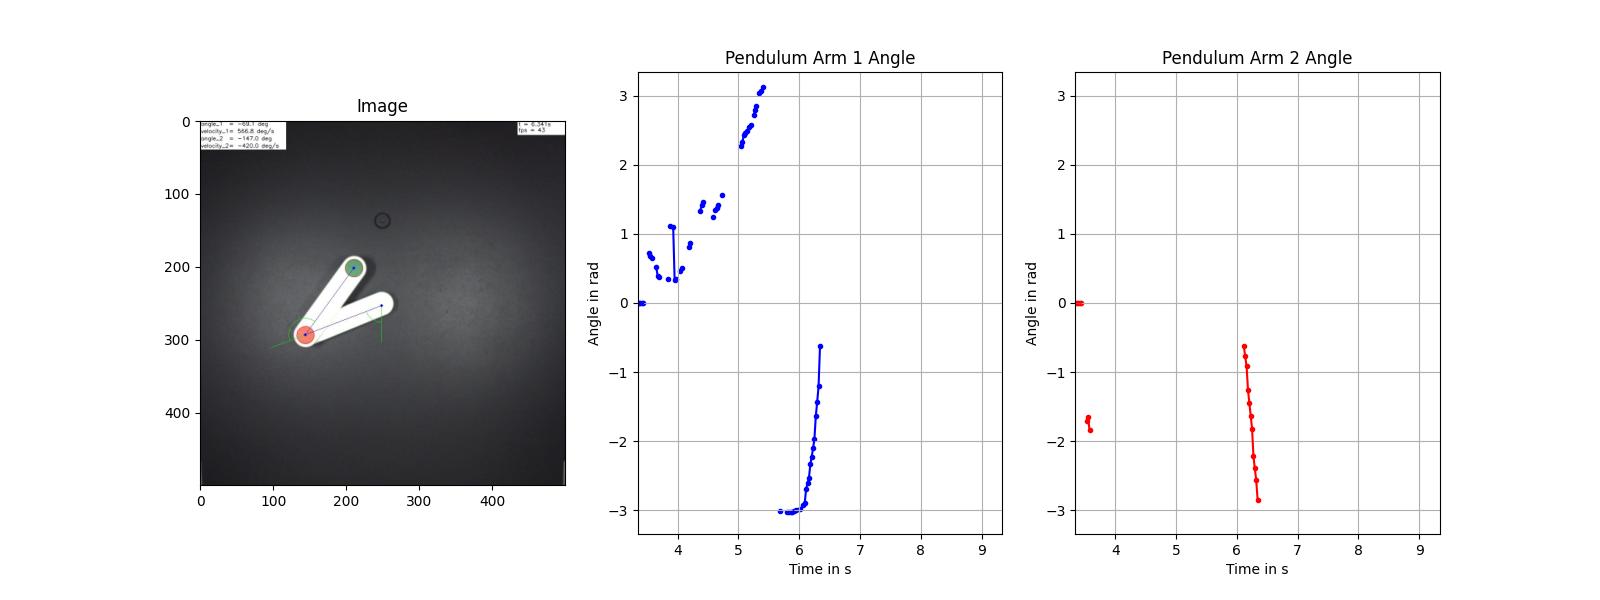 Image
angle_1 = -69.1 deg
velocity_1= 566.8 deg/s
angle_2 = -147.0 deg
velocity_2= -420.0 deg/s
t = 6.341s
fps = 43
0
100
200
300
400
0 100 200 300 400
Pendulum Arm 1 Angle
Angle in rad
3
2
1
0
−1
−2
−3
4 5 6 7 8 9
Time in s
Pendulum Arm 2 Angle
Angle in rad
3
2
1
0
−1
−2
−3
4 5 6 7 8 9
Time in s